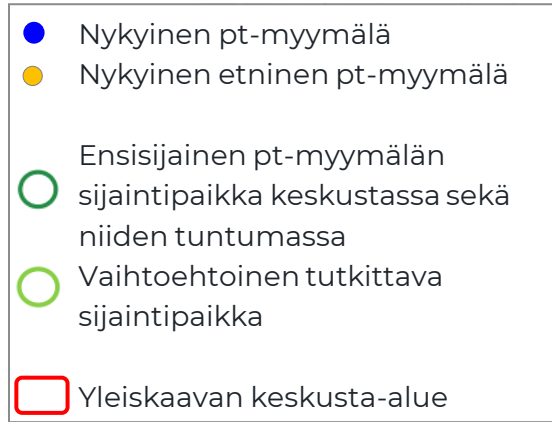 Nykyinen pt-myymälä
Nykyinen etninen pt-myymälä
Ensisijainen pt-myymälän
sijaintipaikka keskustassa sekä
niiden tuntumassa
Vaihtoehtoinen tutkittava
sijaintipaikka
Yleiskaavan keskusta-alue